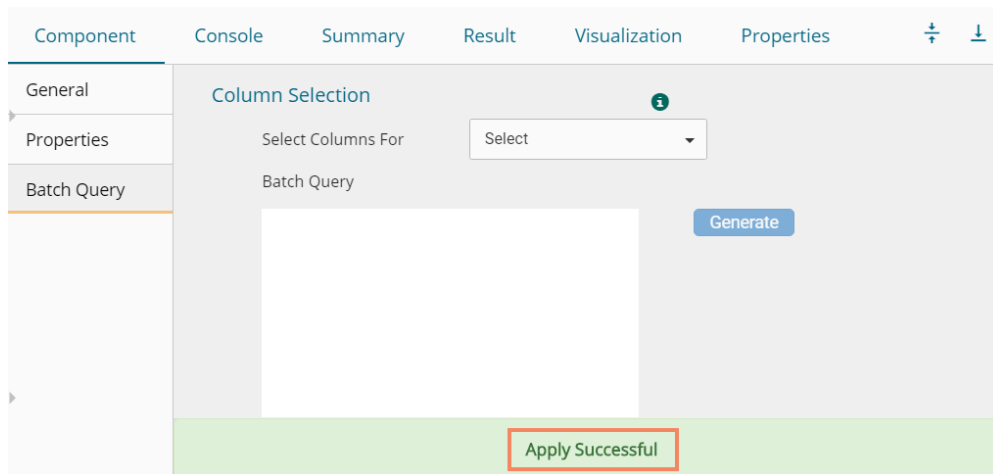 Component Console Summary Result Visualization Properties
General
Properties
Batch Query
Column Selection
Select Columns For Select
Batch Query
Generate
Apply Successful